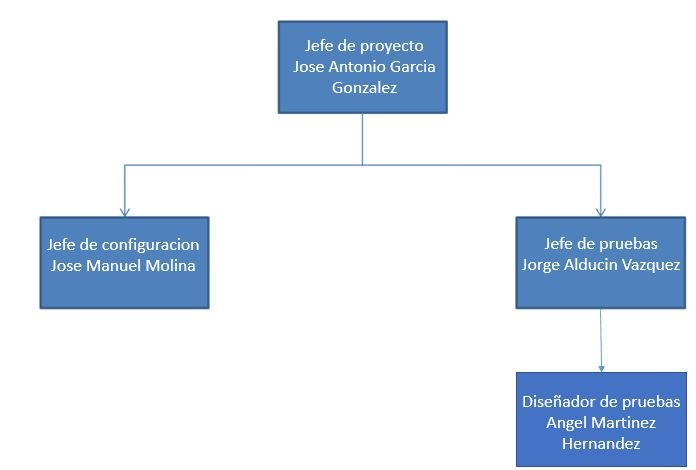 Jefe de proyecto
Jose Antonio Garcia
Gonzalez
Jefe de configuracion
Jose Manuel Molina
Jefe de pruebas
Jorge Alducin Vazquez
Diseñador de pruebas
Angel Martinez
Hernandez